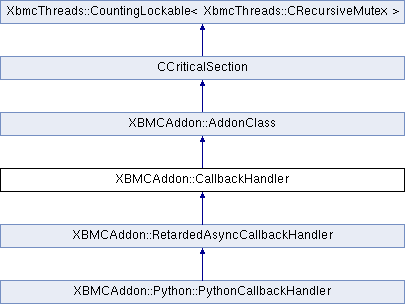 XbmcThreads::CountingLockable< XbmcThreads::CRecursiveMutex >
CCriticalSection
XBMCAddon::AddonClass
XBMCAddon::CallbackHandler
XBMCAddon::RetardedAsyncCallbackHandler
XBMCAddon::Python::PythonCallbackHandler